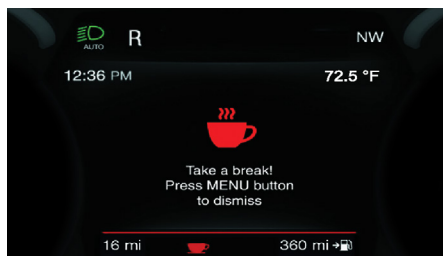 AUTO R NW
12:36 PM 72.5 °F
Take a break!
Press MENU button
to dismiss
16 mi 360 mi